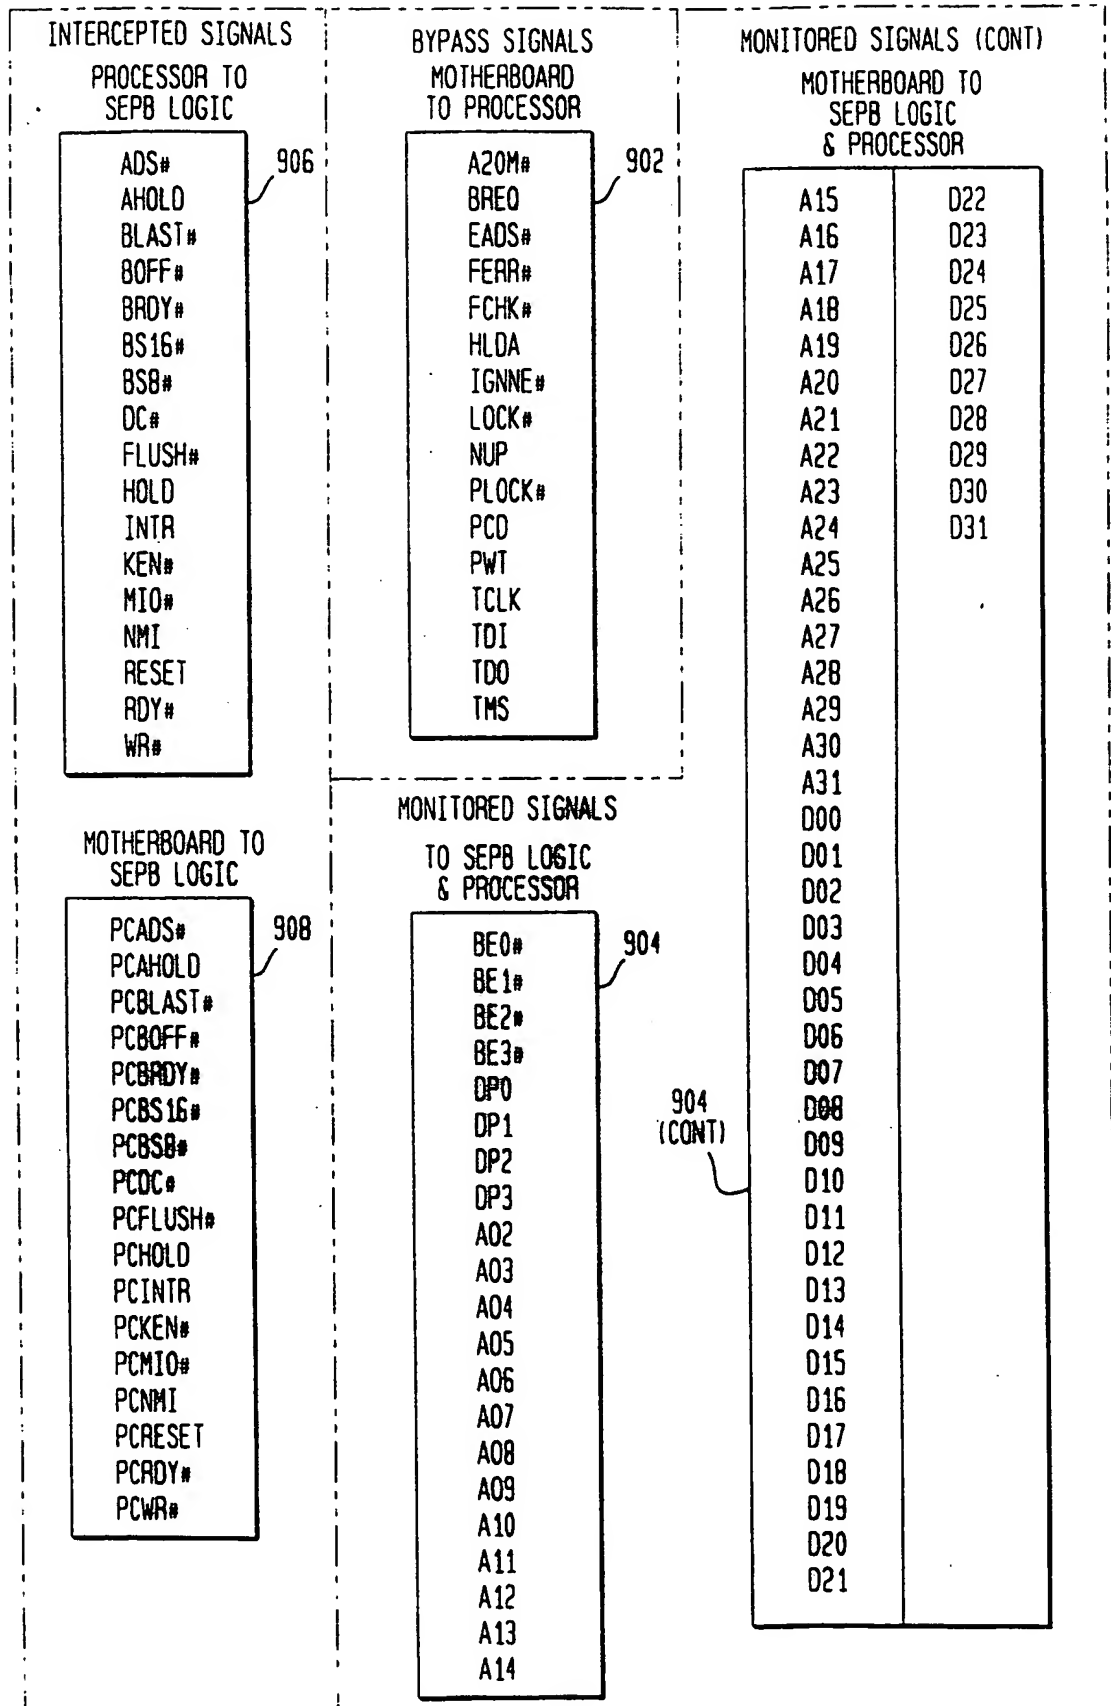 INTERCEPTED SIGNALS
PROCESSOR TO
SEPB LOGIC
906
ADS#
AHOLD
BLAST#
BOFF#
BRDY#
BS16#
BS8#
DC#
FLUSH#
HOLD
INTR
KEN#
MIO#
NMI
RESET
RDY#
WR#
MOTHERBOARD TO
SEPB LOGIC
908
PCADS#
PCAHOLD
PCBLAST#
PCBOFF#
PCBRDY#
PCBS16#
PCBS8#
PCDC#
PCFLUSH#
PCHOLD
PCINTR
PCKEN#
PCMIO#
PCNMI
PCRESET
PCRDY#
PCWR#
BYPASS SIGNALS
MOTHERBOARD
TO PROCESSOR
902
A20M#
BREQ
EADS#
FERR#
FCHK#
HLDA
IGNNE#
LOCK#
NUP
PLOCK#
PCD
PWT
TCLK
TDI
TDO
TMS
MONITORED SIGNALS
TO SEPB LOGIC
& PROCESSOR
904
BE0#
BE1#
BE2#
BE3#
DP0
DP1
DP2
DP3
A02
A03
A04
A05
A06
A07
A08
A09
A10
A11
A12
A13
A14
MONITORED SIGNALS (CONT)
MOTHERBOARD TO
SEPB LOGIC
& PROCESSOR
904
(CONT)
A15
A16
A17
A18
A19
A20
A21
A22
A23
A24
A25
A26
A27
A28
A29
A30
A31
D00
D01
D02
D03
D04
D05
D06
D07
D08
D09
D10
D11
D12
D13
D14
D15
D16
D17
D18
D19
D20
D21
D22
D23
D24
D25
D26
D27
D28
D29
D30
D31